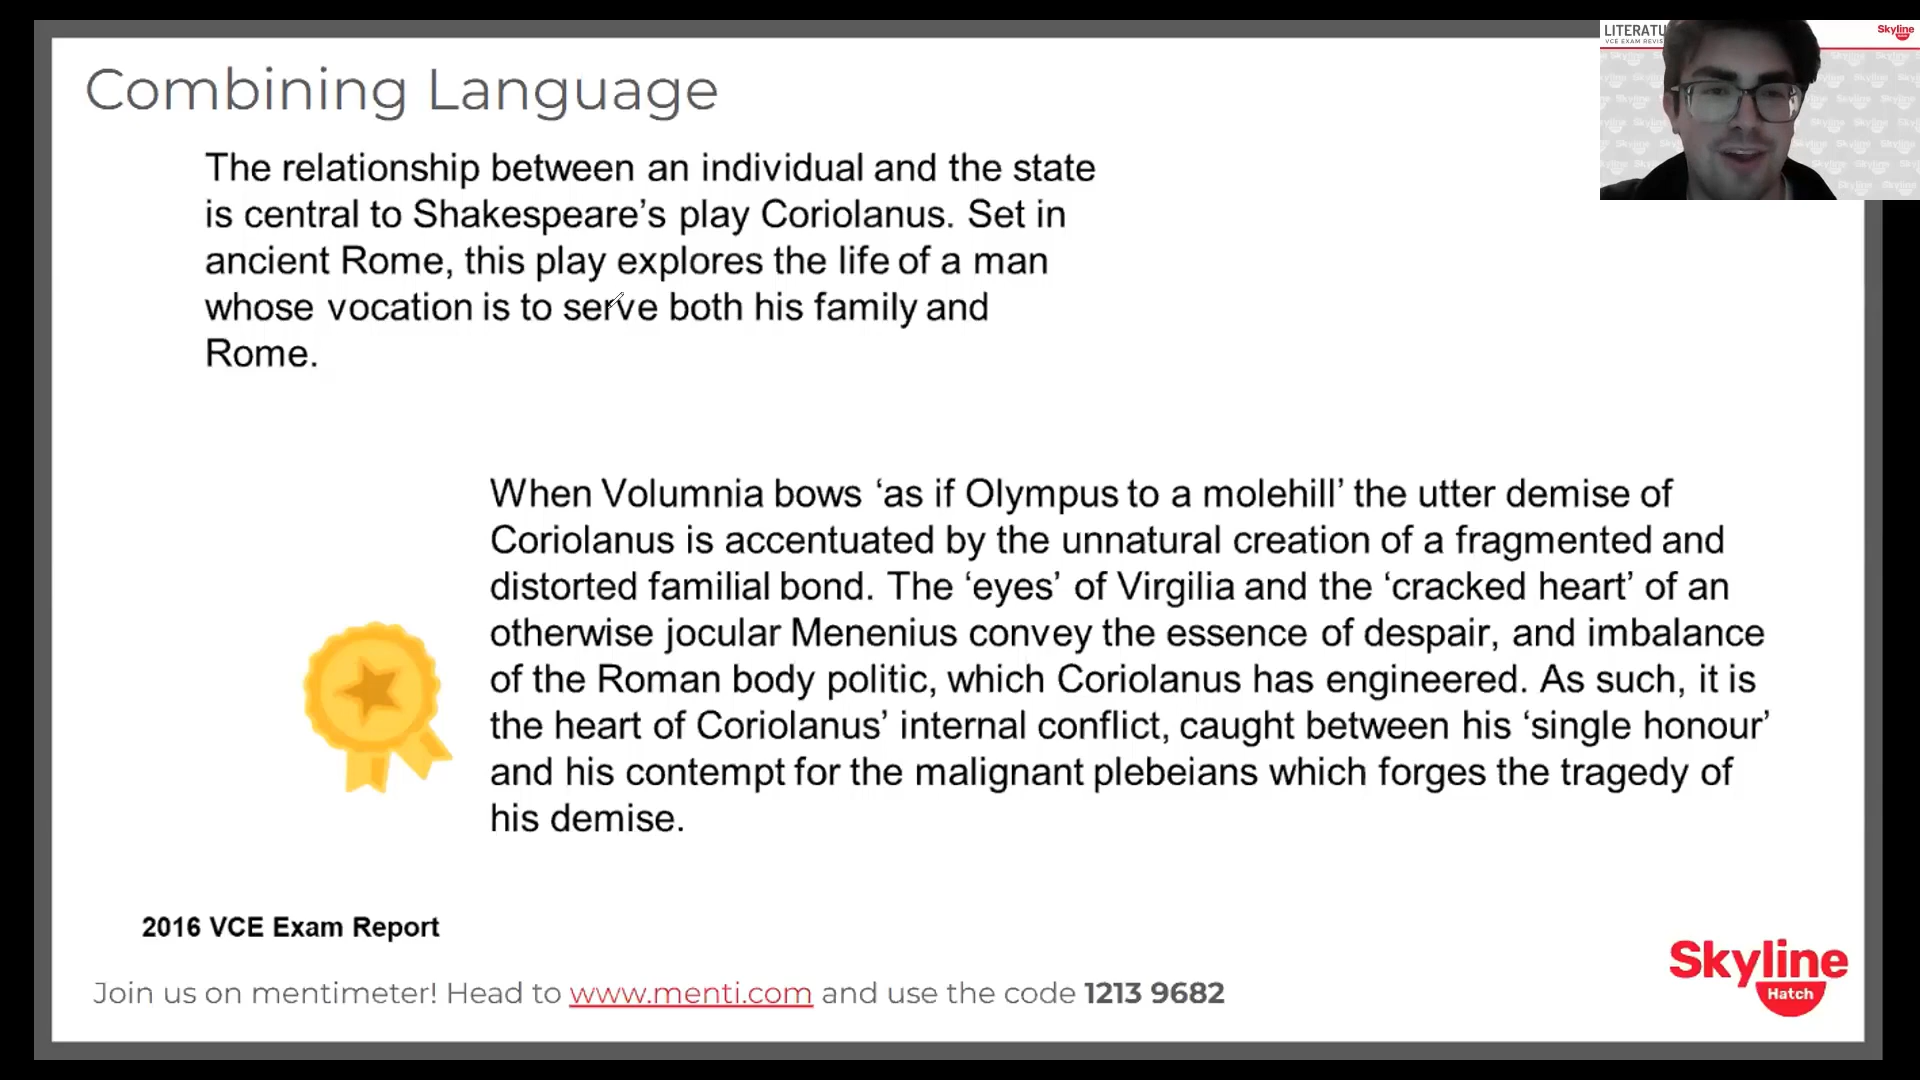 Combining Language
The relationship between an individual and the state
is central to Shakespeare’s play Coriolanus. Set in
ancient Rome, this play explores the life of a man
whose vocation is to serve both his family and
Rome.
When Volumnia bows ‘as if Olympus to a molehill’ the utter demise of
Coriolanus is accentuated by the unnatural creation of a fragmented and
distorted familial bond. The ‘eyes’ of Virgilia and the ‘cracked heart’ of an
otherwise jocular Menenius convey the essence of despair, and imbalance
of the Roman body politic, which Coriolanus has engineered. As such, it is
the heart of Coriolanus’ internal conflict, caught between his ‘single honour’
and his contempt for the malignant plebeians which forges the tragedy of
his demise.
2016 VCE Exam Report
Join us on mentimeter! Head to www.menti.com and use the code 1213 9682
Skyline
Hatch
LITERATU
VCE EXAM REVIS
Skyline